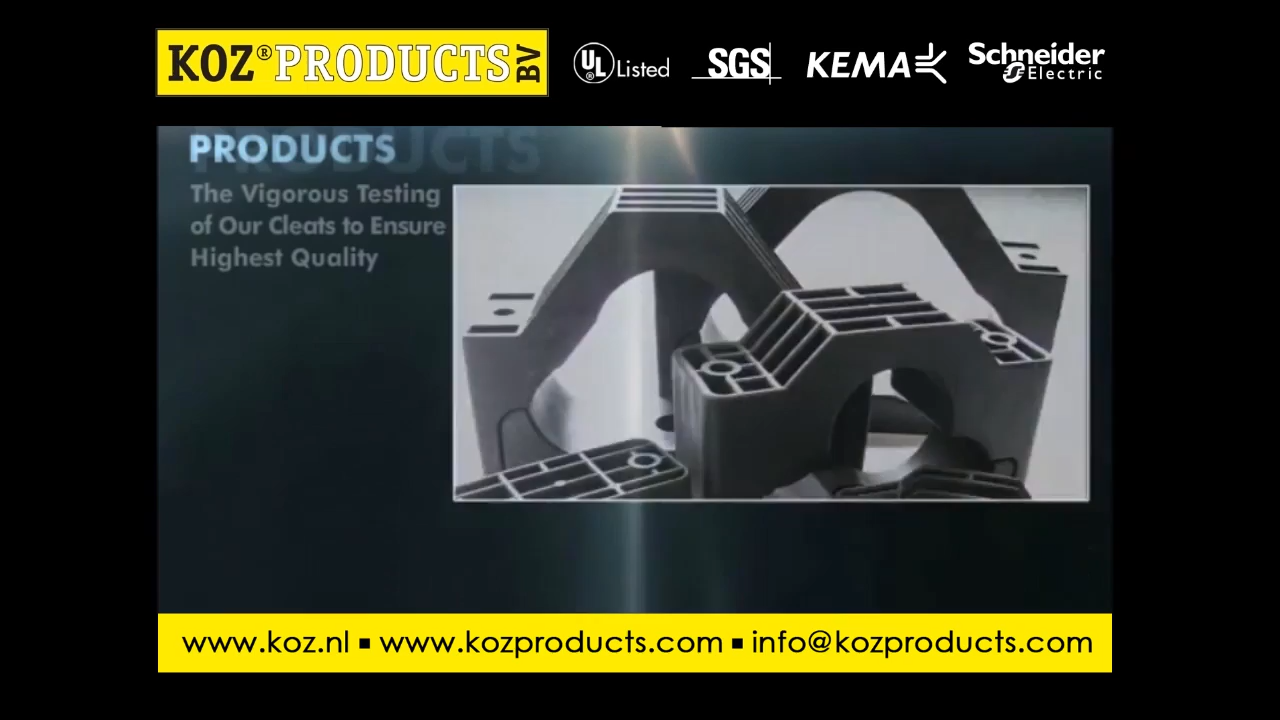 KOZ® PRODUCTS BV
UL® Listed
SGS
KEMA
Schneider Electric
PRODUCTS
The Vigorous Testing
of Our Cleats to Ensure
Highest Quality
www.koz.nl ▪ www.kozproducts.com ▪ info@kozproducts.com